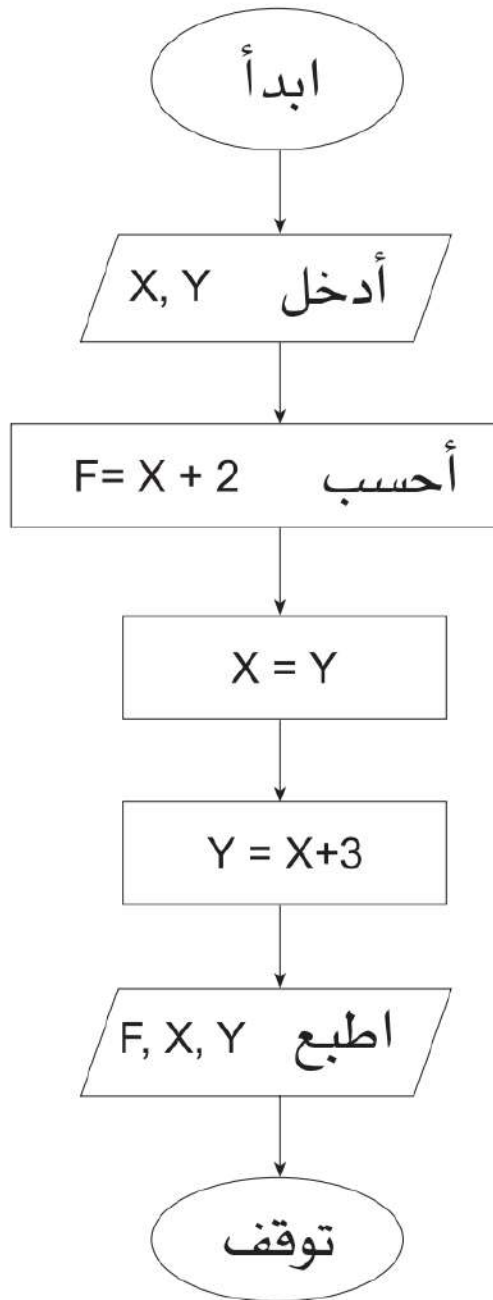 ابدأ
أدخل X, Y
أحسب F= X + 2
X = Y
Y = X+3
اطبع F, X, Y
توقف